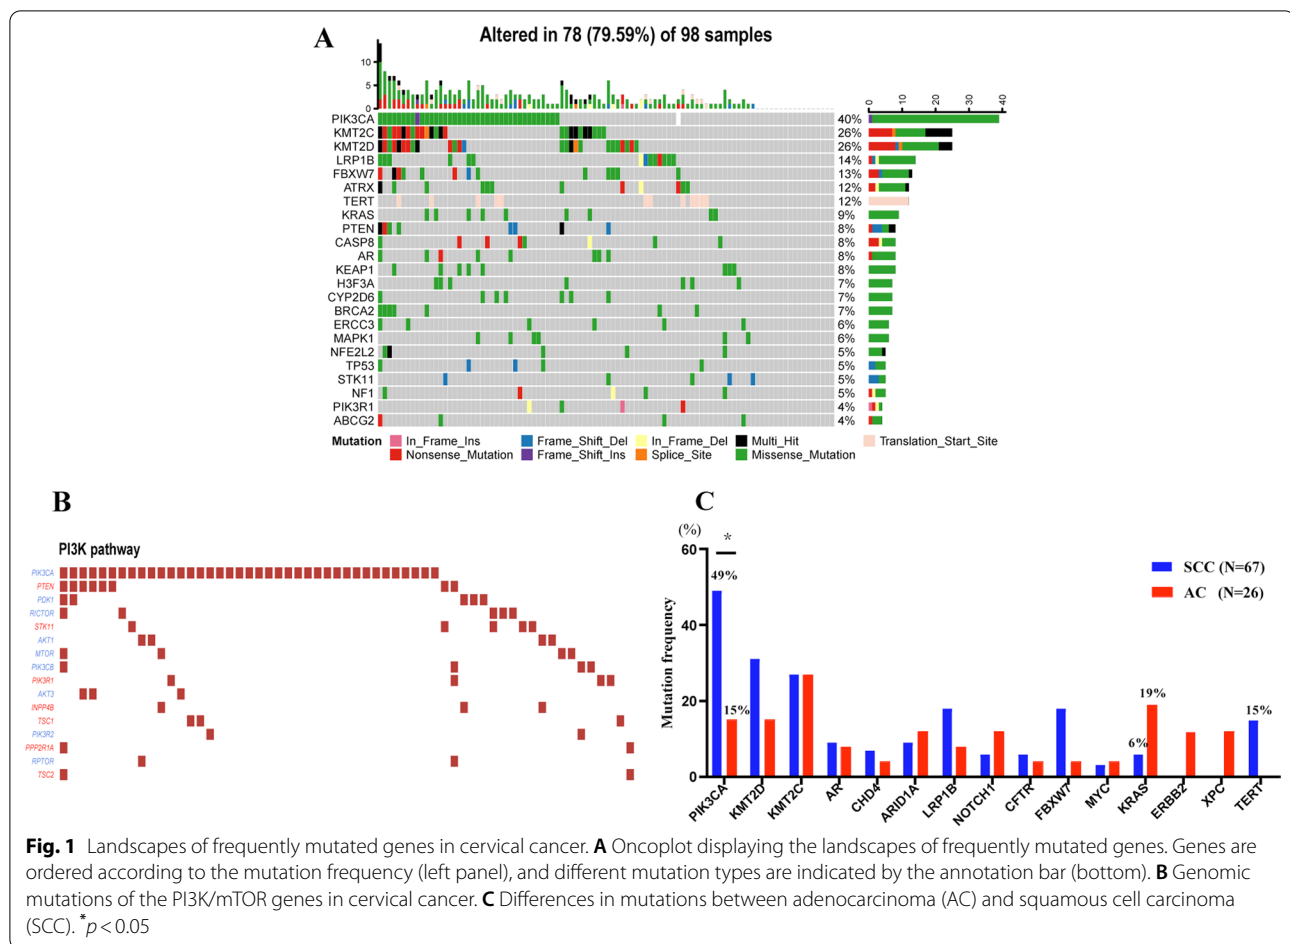 A
Altered in 78 (79.59%) of 98 samples
10
5
0
0 10 20 30 40
PIK3CA 40%
KMT2C 26%
KMT2D 26%
LRP1B 14%
FBXW7 13%
ATRX 12%
TERT 12%
KRAS 9%
PTEN 8%
CASP8 8%
AR 8%
KEAP1 8%
H3F3A 7%
CYP2D6 7%
BRCA2 7%
ERCC3 6%
MAPK1 6%
NFE2L2 5%
TP53 5%
STK11 5%
NF1 5%
PIK3R1 4%
ABCG2 4%
Mutation In_Frame_Ins Frame_Shift_Del In_Frame_Del Multi_Hit Translation_Start_Site
Nonsense_Mutation Frame_Shift_Ins Splice_Site Missense_Mutation
B
PI3K pathway
PIK3CA
PTEN
PDK1
RICTOR
STK11
AKT1
MTOR
PIK3CB
PIK3R1
AKT3
INPP4B
TSC1
PIK3R2
PPP2R1A
RPTOR
TSC2
C
(%)
Mutation frequency
60
40
20
0
*
49%
15%
6%
19%
15%
SCC (N=67)
AC (N=26)
PIK3CA
KMT2D
KMT2C
AR
CHD4
ARID1A
LRP1B
NOTCH1
CFTR
FBXW7
MYC
KRAS
ERBB2
XPC
TERT
Fig. 1 Landscapes of frequently mutated genes in cervical cancer. A Oncoplot displaying the landscapes of frequently mutated genes. Genes are
ordered according to the mutation frequency (left panel), and different mutation types are indicated by the annotation bar (bottom). B Genomic
mutations of the PI3K/mTOR genes in cervical cancer. C Differences in mutations between adenocarcinoma (AC) and squamous cell carcinoma
(SCC). *p < 0.05